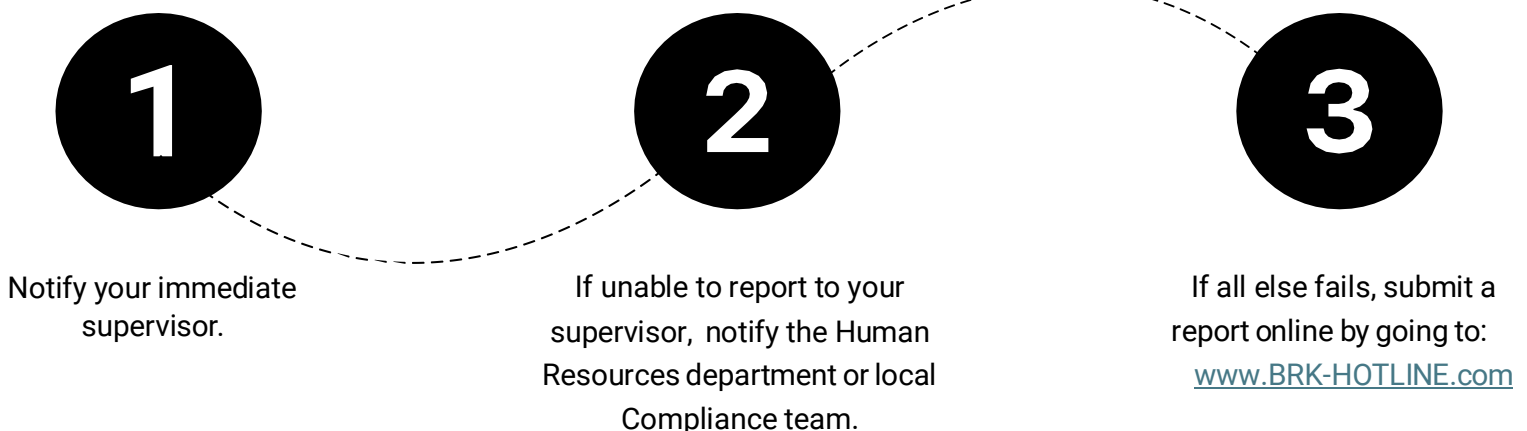 1
Notify your immediate
supervisor.
2
If unable to report to your
supervisor, notify the Human
Resources department or local
Compliance team.
3
If all else fails, submit a
report online by going to:
www.BRK-HOTLINE.com